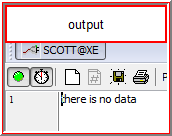 output
SCOTT@XE
1 there is no data